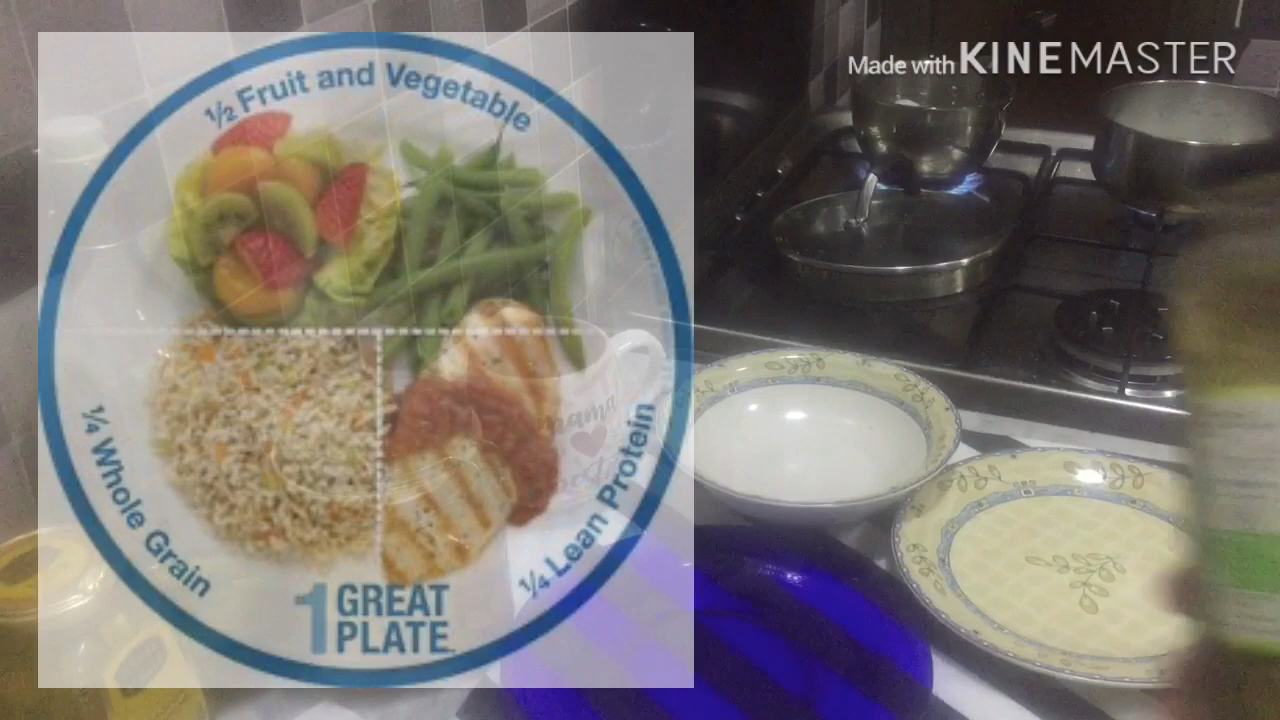 Made with KINEMASTER
½ Fruit and Vegetable
¼ Whole Grain
¼ Lean Protein
1 GREAT
PLATE
mama